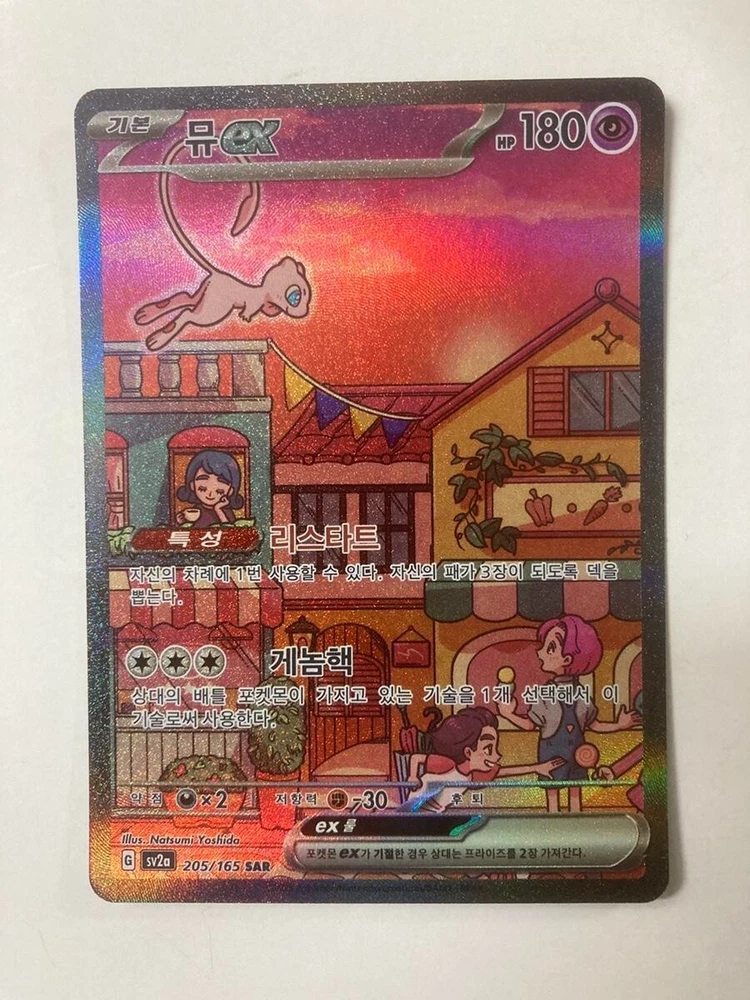 기본 뮤 ex HP 180
특성 리스타트
자신의 차례에 1번 사용할 수 있다. 자신의 패가 3장이 되도록 덱을
뽑는다.
게놈핵
상대의 배틀 포켓몬이 가지고 있는 기술을 1개 선택해서 이
기술로써 사용한다.
약점 ×2 저항력 -30 후퇴
Illus. Natsumi Yoshida
ex 룰
포켓몬 ex가 기절한 경우 상대는 프라이즈를 2장 가져간다.
G sv2a 205/165 SAR